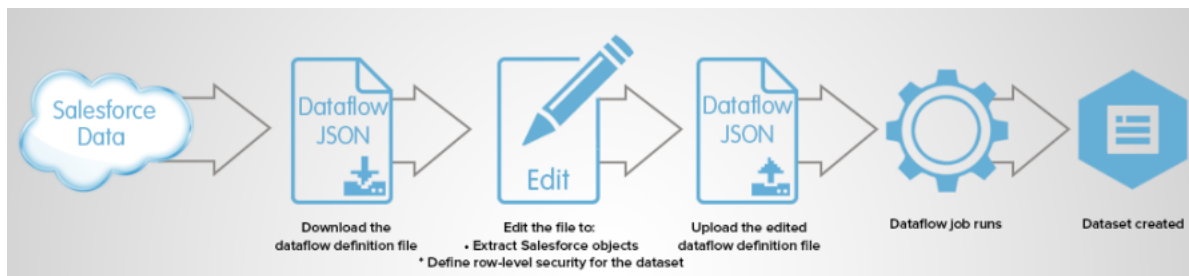 Salesforce
Data
Dataflow
JSON
Download the
dataflow definition file
Edit
Edit the file to:
• Extract Salesforce objects
* Define row-level security for the dataset
Dataflow
JSON
Upload the edited
dataflow definition file
Dataflow job runs
Dataset created